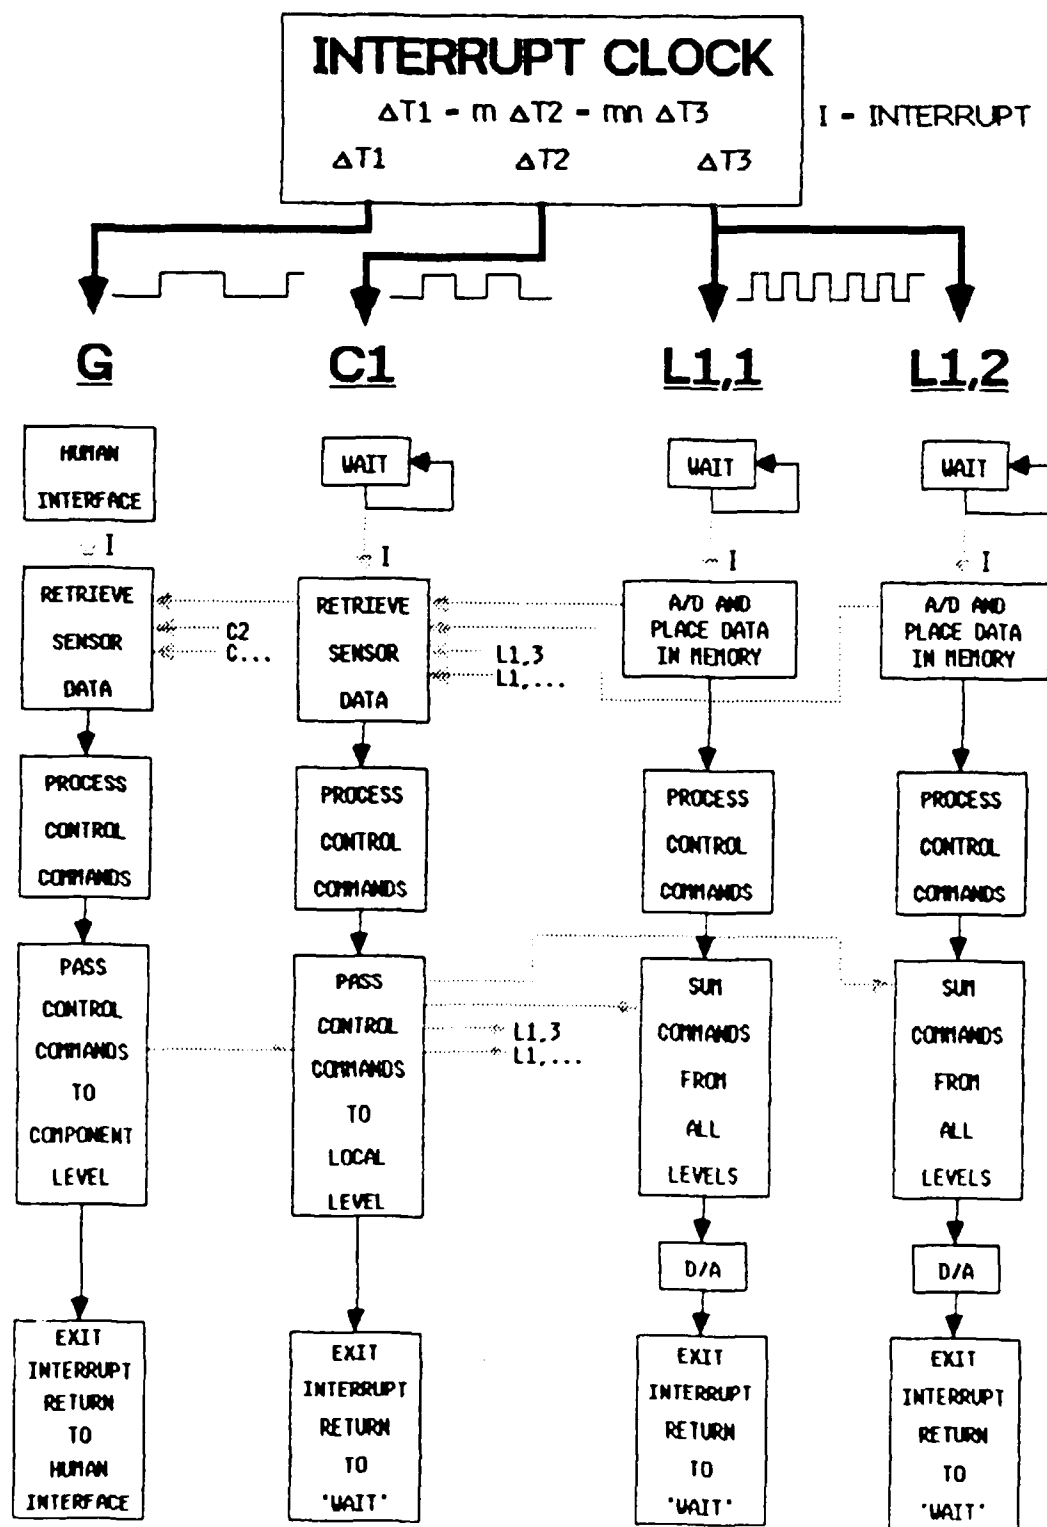 INTERRUPT CLOCK
ΔT1 = m ΔT2 = mn ΔT3
ΔT1 ΔT2 ΔT3
I = INTERRUPT
G
C1
L1,1
L1,2
HUMAN
INTERFACE
I
RETRIEVE
SENSOR
DATA
C2
C...
PROCESS
CONTROL
COMMANDS
PASS
CONTROL
COMMANDS
TO
COMPONENT
LEVEL
EXIT
INTERRUPT
RETURN
TO
HUMAN
INTERFACE
WAIT
I
RETRIEVE
SENSOR
DATA
L1,3
L1,...
PROCESS
CONTROL
COMMANDS
PASS
CONTROL
COMMANDS
TO
LOCAL
LEVEL
L1,3
L1,...
EXIT
INTERRUPT
RETURN
TO
'WAIT'
WAIT
I
A/D AND
PLACE DATA
IN MEMORY
PROCESS
CONTROL
COMMANDS
SUM
COMMANDS
FROM
ALL
LEVELS
D/A
EXIT
INTERRUPT
RETURN
TO
'WAIT'
WAIT
I
A/D AND
PLACE DATA
IN MEMORY
PROCESS
CONTROL
COMMANDS
SUM
COMMANDS
FROM
ALL
LEVELS
D/A
EXIT
INTERRUPT
RETURN
TO
'WAIT'